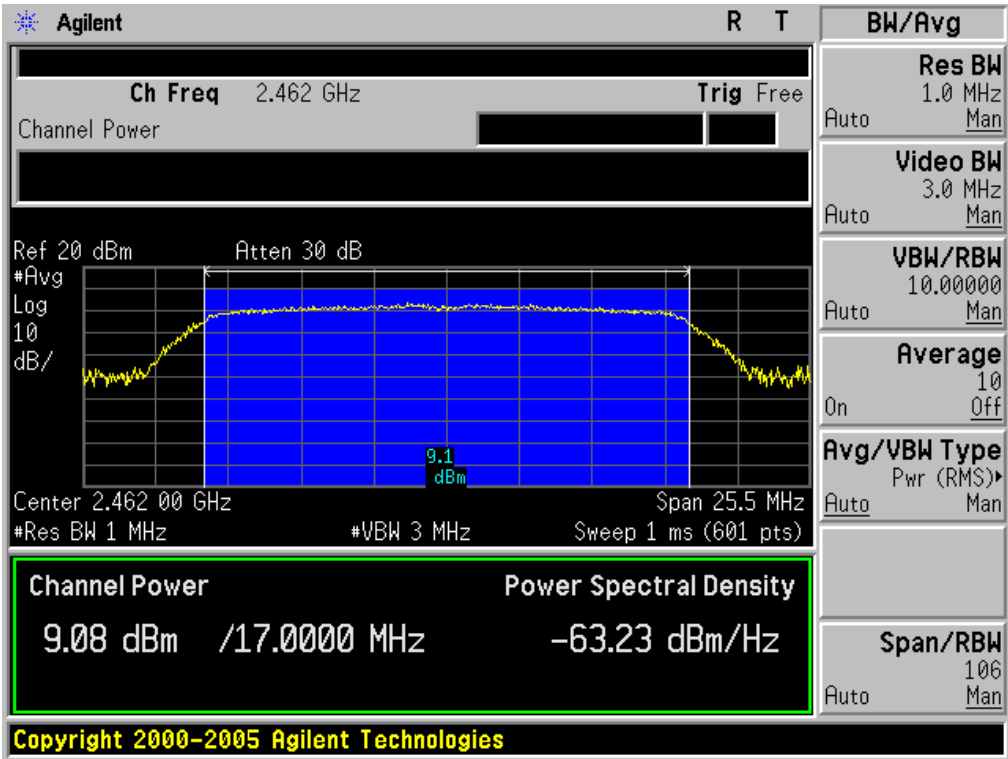 Agilent R T
Ch Freq 2.462 GHz Trig Free
Channel Power
Ref 20 dBm Atten 30 dB
#Avg
Log
10
dB/
9.1
dBm
Center 2.462 00 GHz Span 25.5 MHz
#Res BW 1 MHz #VBW 3 MHz Sweep 1 ms (601 pts)
Channel Power Power Spectral Density
9.08 dBm /17.0000 MHz -63.23 dBm/Hz
Copyright 2000-2005 Agilent Technologies
BW/Avg
Res BW
1.0 MHz
Auto Man
Video BW
3.0 MHz
Auto Man
VBW/RBW
10.00000
Auto Man
Average
10
On Off
Avg/VBW Type
Pwr (RMS)▸
Auto Man
Span/RBW
106
Auto Man